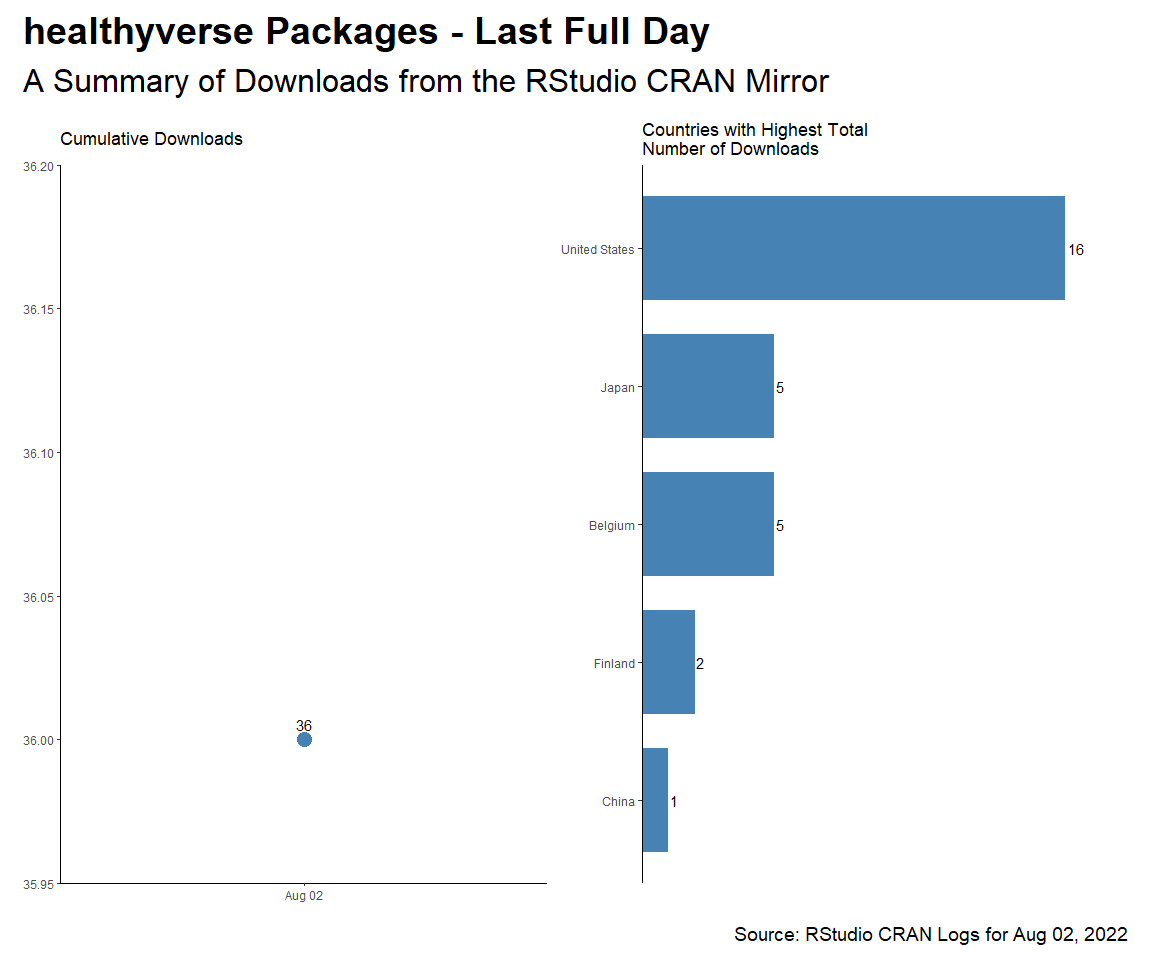 healthyverse Packages - Last Full Day
A Summary of Downloads from the RStudio CRAN Mirror
Cumulative Downloads
36.20
36.15
36.10
36.05
36.00
35.95
36
Aug 02
Countries with Highest Total
Number of Downloads
United States
16
Japan
5
Belgium
5
Finland
2
China
1
Source: RStudio CRAN Logs for Aug 02, 2022